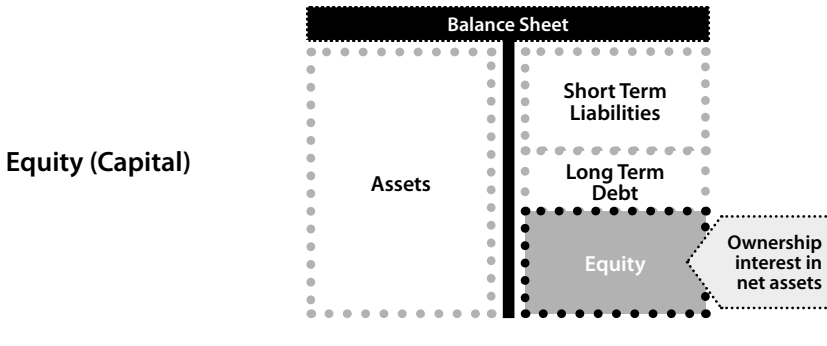 Balance Sheet
Equity (Capital)
Assets
Short Term
Liabilities
Long Term
Debt
Equity
Ownership
interest in
net assets